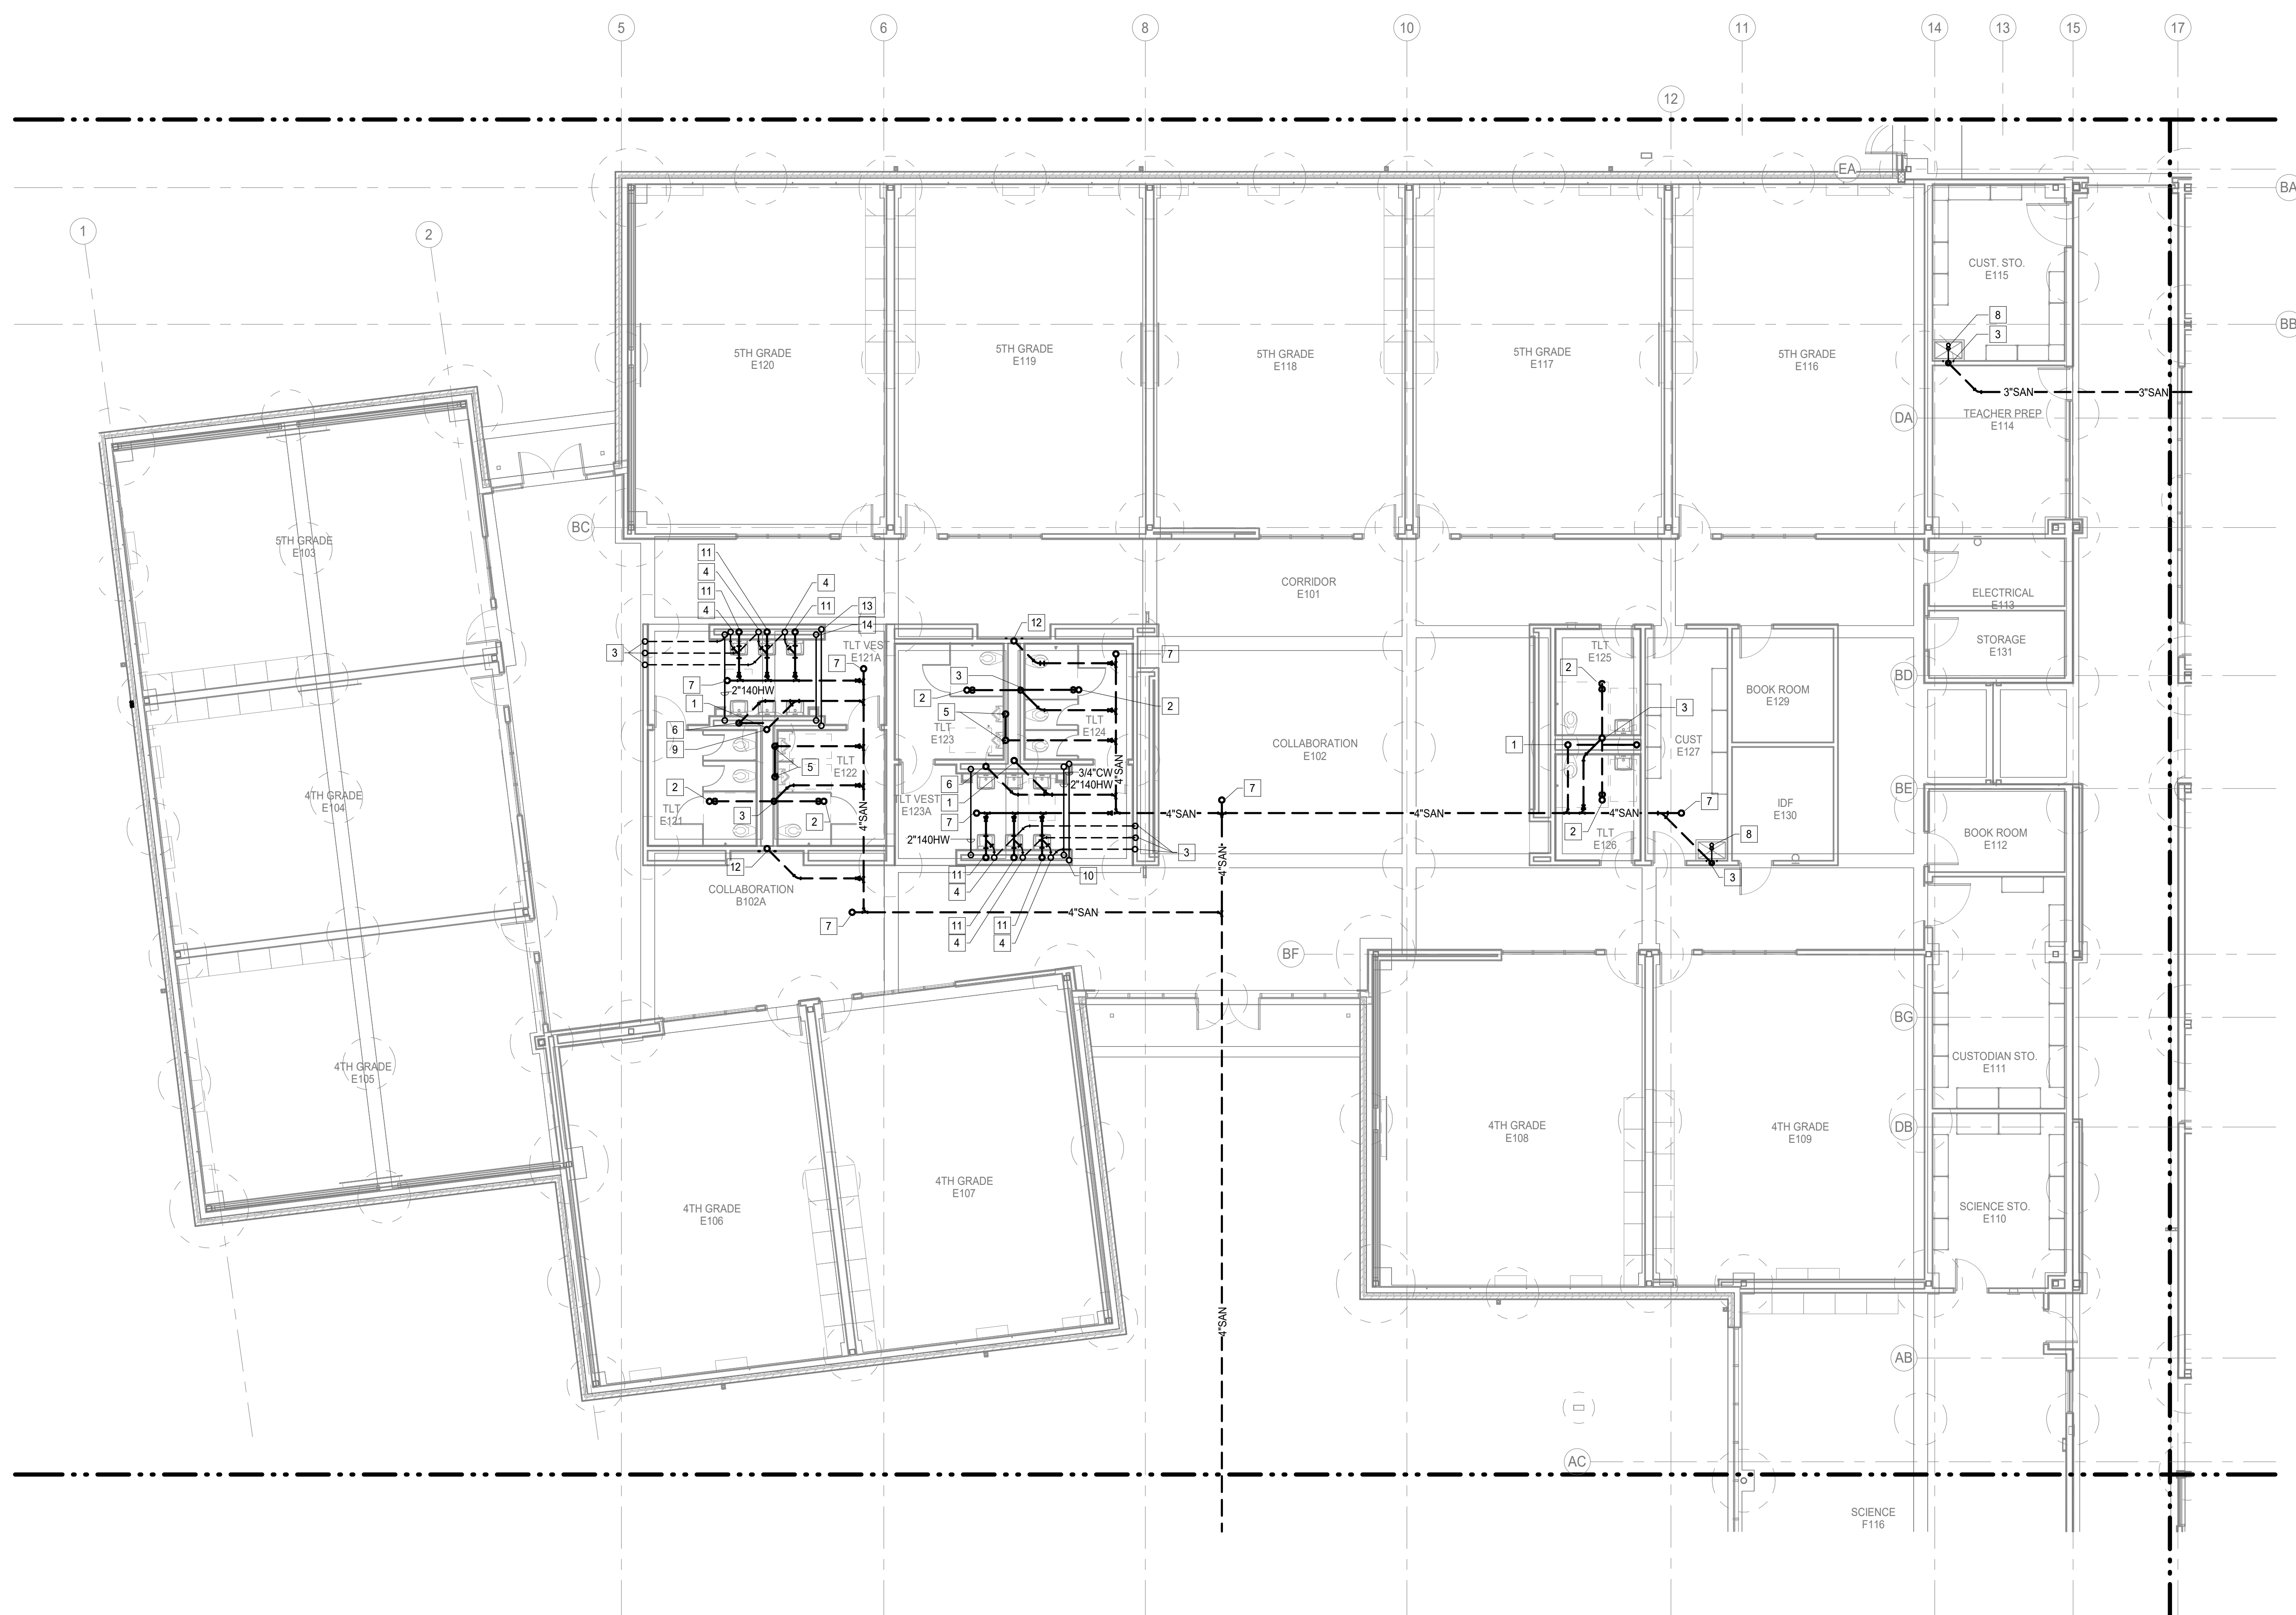 5
6
8
10
11
14
13
15
17
12
EA
BA
1
2
CUST. STO.
E115
8
3
BB
5TH GRADE
E120
5TH GRADE
E119
5TH GRADE
E118
5TH GRADE
E117
5TH GRADE
E116
3"SAN
3"SAN
DA
TEACHER PREP
E114
BC
5TH GRADE
E103
11
4
11
4
4
11
13
14
CORRIDOR
E101
ELECTRICAL
E113
STORAGE
E131
12
3
TLT VEST
E121A
7
7
7
2"140HW
1
6
9
3
2
2
5
TLT
E123
TLT
E124
TLT
E125
2
3
BOOK ROOM
E129
BD
CUST
E127
1
COLLABORATION
E102
TLT
E122
5
2
TLT
E121
3
2
4"SAN
12
4"SAN
3/4"CW
2"140HW
6
1
7
TLT VEST
E123A
2"140HW
7
4"SAN
4"SAN
4"SAN
7
2
TLT
E126
8
3
IDF
E130
BE
BOOK ROOM
E112
4TH GRADE
E104
3
10
11
4
11
4
11
4
4"SAN
COLLABORATION
B102A
7
4"SAN
BF
BG
4TH GRADE
E105
CUSTODIAN STO.
E111
4TH GRADE
E108
4TH GRADE
E109
DB
4TH GRADE
E107
4TH GRADE
E106
SCIENCE STO.
E110
4"SAN
AB
AC
SCIENCE
F116